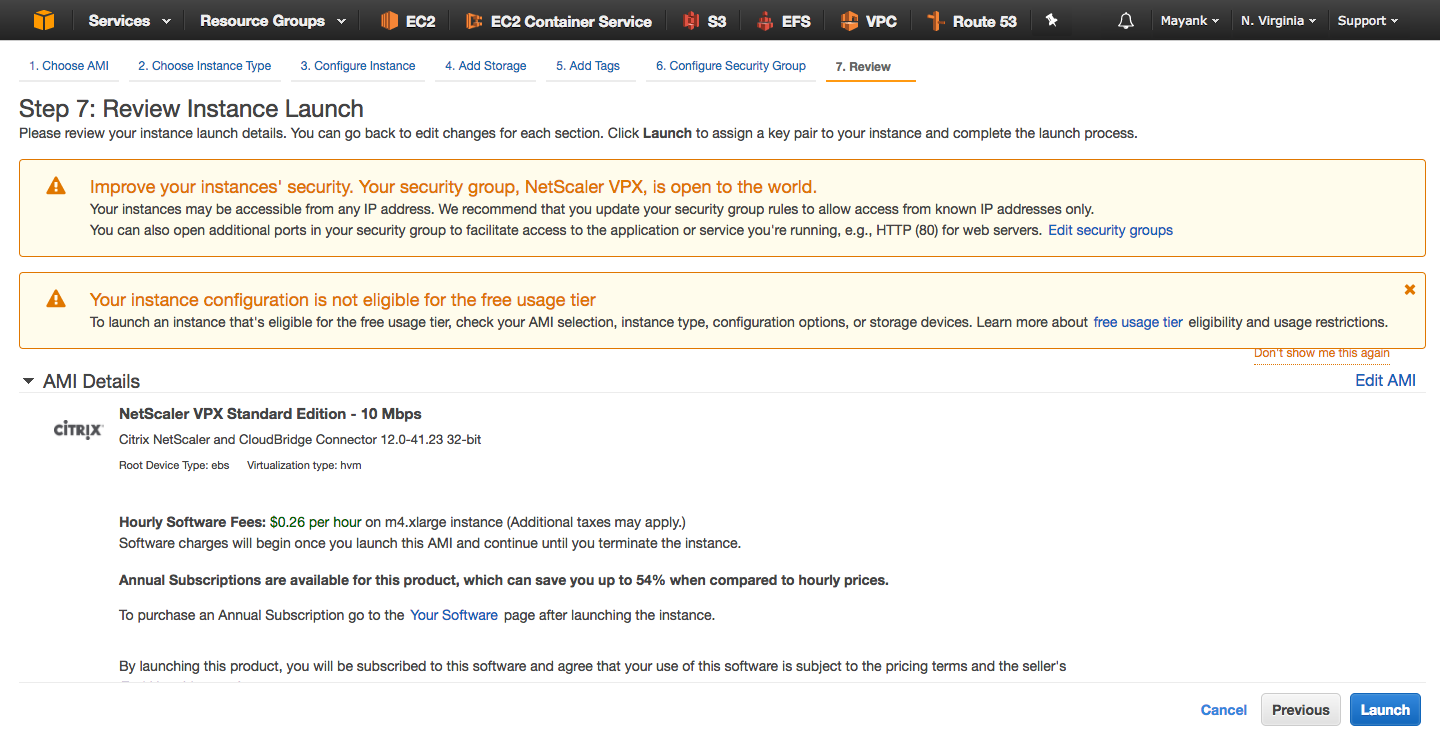 Services Resource Groups EC2 EC2 Container Service S3 EFS VPC Route 53 Mayank N. Virginia Support
1. Choose AMI 2. Choose Instance Type 3. Configure Instance 4. Add Storage 5. Add Tags 6. Configure Security Group 7. Review
Step 7: Review Instance Launch
Please review your instance launch details. You can go back to edit changes for each section. Click Launch to assign a key pair to your instance and complete the launch process.
Improve your instances' security. Your security group, NetScaler VPX, is open to the world.
Your instances may be accessible from any IP address. We recommend that you update your security group rules to allow access from known IP addresses only.
You can also open additional ports in your security group to facilitate access to the application or service you're running, e.g., HTTP (80) for web servers. Edit security groups
Your instance configuration is not eligible for the free usage tier
To launch an instance that's eligible for the free usage tier, check your AMI selection, instance type, configuration options, or storage devices. Learn more about free usage tier eligibility and usage restrictions.
Don't show me this again
AMI Details Edit AMI
CITRIX
NetScaler VPX Standard Edition - 10 Mbps
Citrix NetScaler and CloudBridge Connector 12.0-41.23 32-bit
Root Device Type: ebs Virtualization type: hvm
Hourly Software Fees: $0.26 per hour on m4.xlarge instance (Additional taxes may apply.)
Software charges will begin once you launch this AMI and continue until you terminate the instance.
Annual Subscriptions are available for this product, which can save you up to 54% when compared to hourly prices.
To purchase an Annual Subscription go to the Your Software page after launching the instance.
By launching this product, you will be subscribed to this software and agree that your use of this software is subject to the pricing terms and the seller's
Cancel Previous Launch